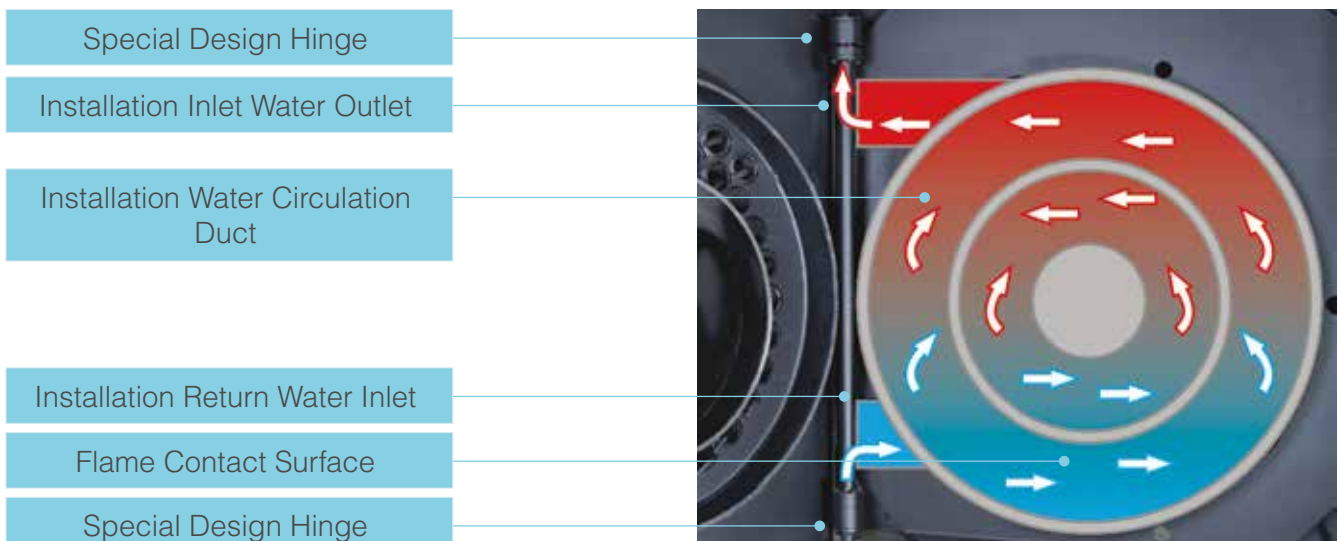 Special Design Hinge
Installation Inlet Water Outlet
Installation Water Circulation
Duct
Installation Return Water Inlet
Flame Contact Surface
Special Design Hinge